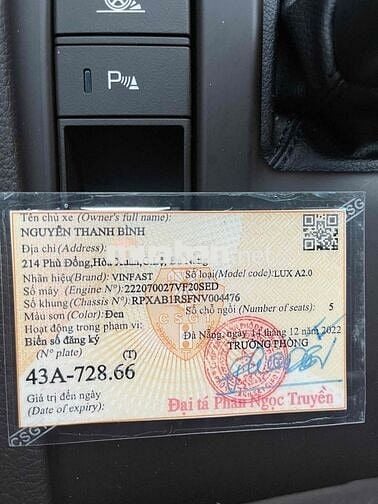 P
Tên chủ xe (Owner's full name):
NGUYỄN THANH BÌNH
Địa chỉ (Address):
214 Phù Đổng, Hòa Xuân,
Nhãn hiệu(Brand): VINFAST Số loại(Model code):LUX A2.0
Số máy (Engine N°): 222070027VF20SED
Số khung (Chassis N°): RPXAB1RSFNV004476
Màu sơn (Color):Đen Số chỗ ngồi(Number of seats): 5
Hoạt động trong phạm vi:
Đà Nẵng, ngày 14 tháng 12 năm 2022
Biển số đăng ký (T) TRƯỞNG PHÒNG
(N° plate)
43A-728.66
Giá trị đến ngày
(Date of expiry): Đại tá Phan Ngọc Truyền
CSGT